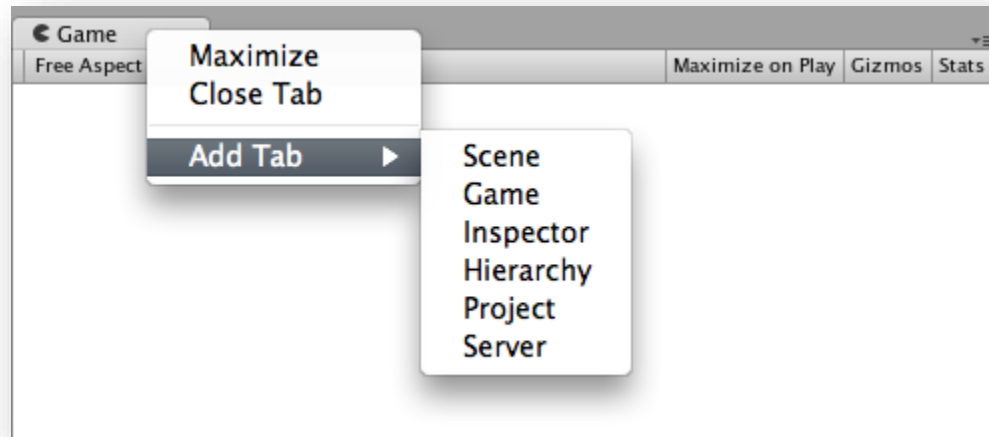 Game
Free Aspect
Maximize on Play
Gizmos
Stats
Maximize
Close Tab
Add Tab
Scene
Game
Inspector
Hierarchy
Project
Server